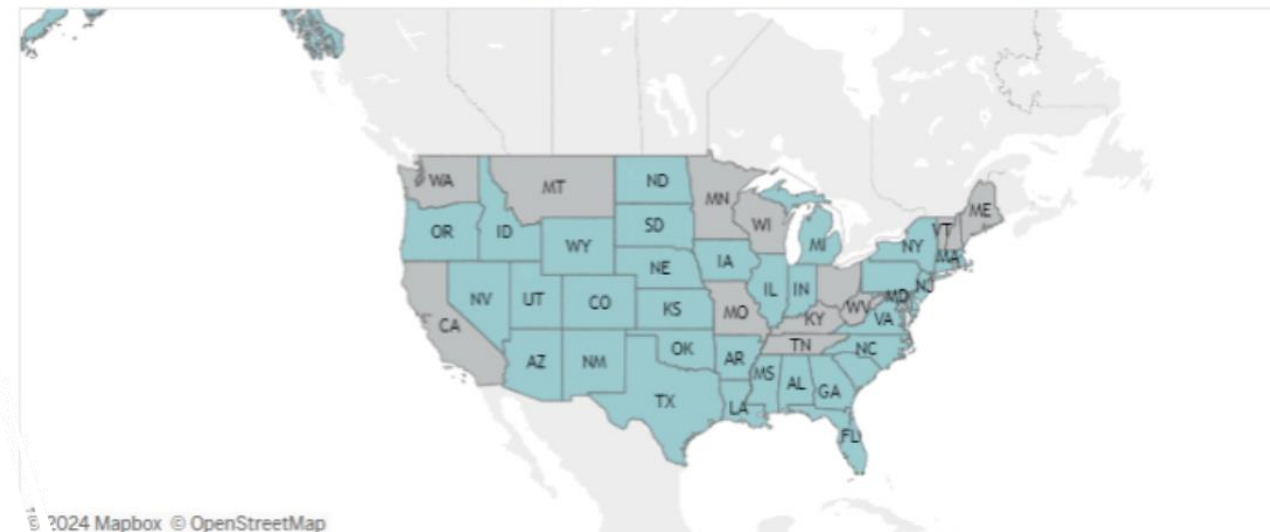 WA
MT
ND
MN
ME
VT
WI
OR
ID
SD
MI
NY
MA
WY
IA
NE
NJ
IL
IN
MD
NV
UT
CO
KS
MO
WV
VA
KY
CA
TN
NC
OK
AR
AZ
NM
MS
AL
GA
TX
LA
FL
2024 Mapbox © OpenStreetMap